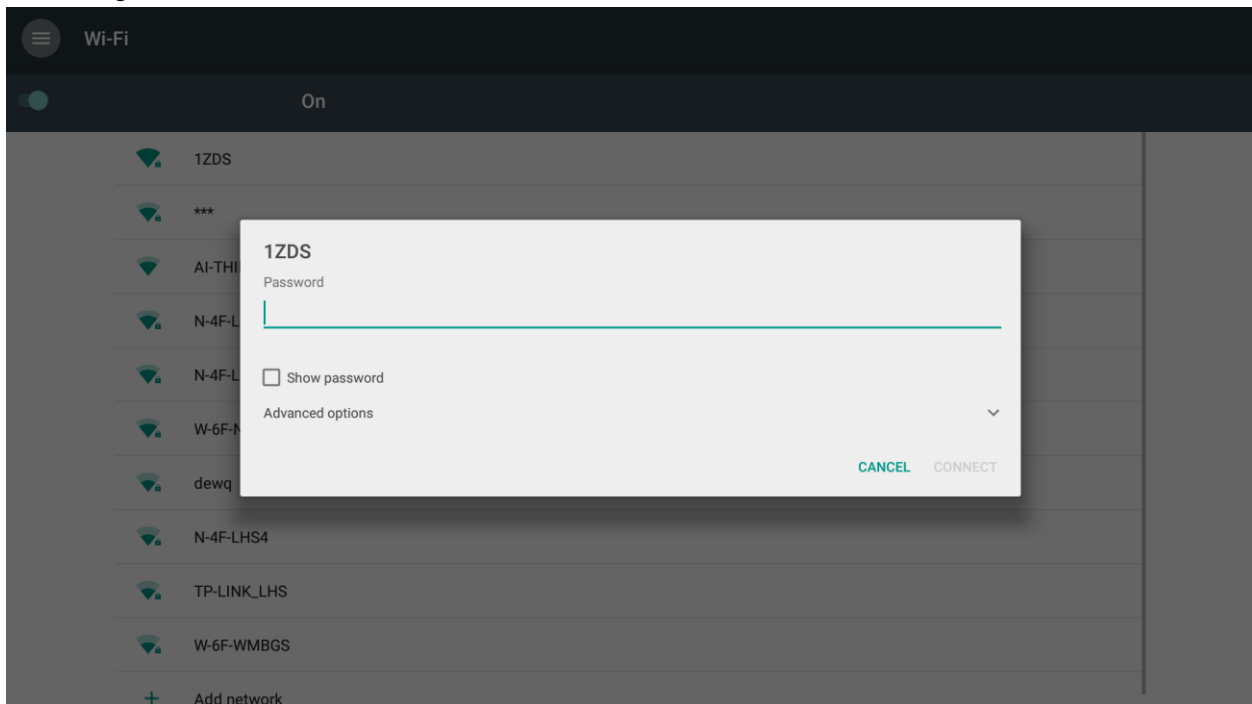 Wi-Fi
On
1ZDS
***
AI-THI
N-4F-L
N-4F-L
W-6F-N
dewq
N-4F-LHS4
TP-LINK_LHS
W-6F-WMBGS
Add network
1ZDS
Password
Show password
Advanced options
CANCEL CONNECT